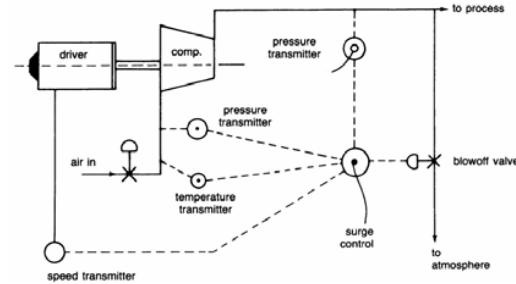 to process
driver
comp.
pressure
transmitter
pressure
transmitter
air in
blowoff valve
temperature
transmitter
surge
control
to
atmosphere
speed transmitter